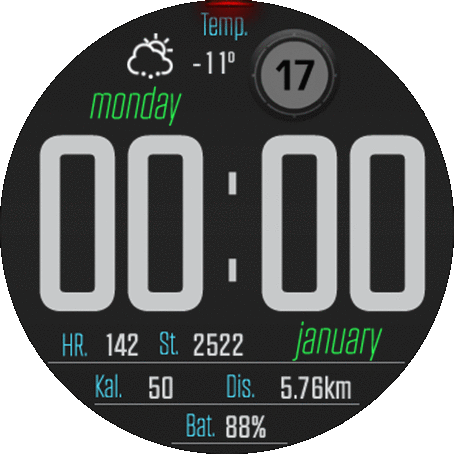 Temp.
-11º
17
monday
00:00
HR. 142 St. 2522
january
Kal. 50 Dis. 5.76km
Bat. 88%